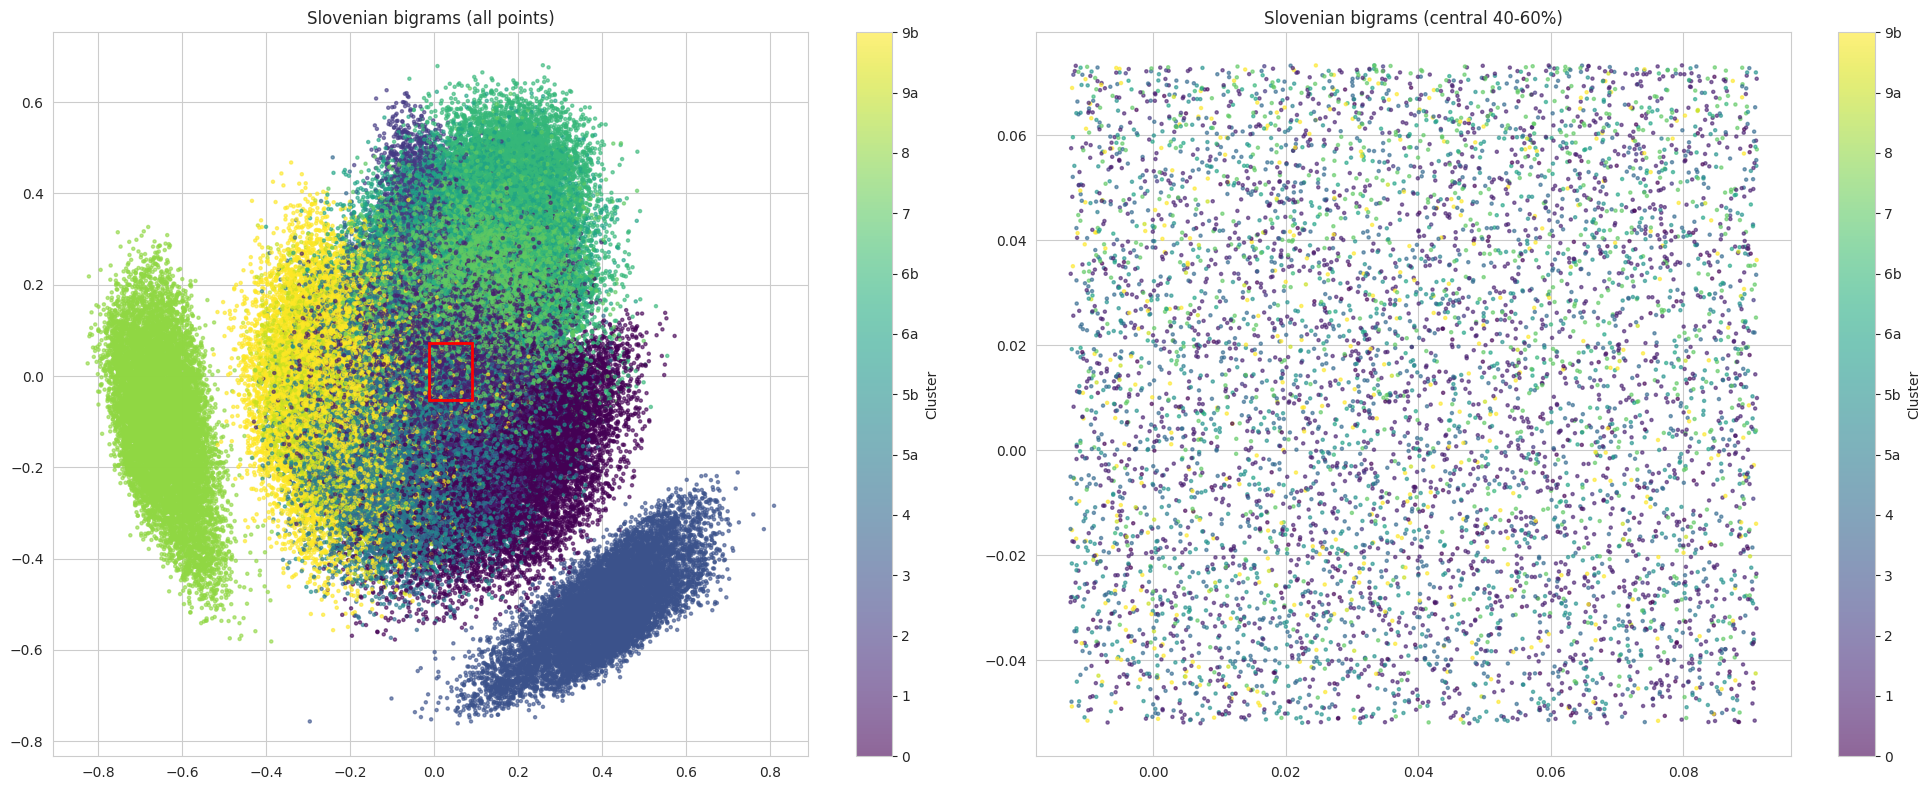 Slovenian bigrams (all points)
0.6
0.4
0.2
0.0
−0.2
−0.4
−0.6
−0.8
−0.8
−0.6
−0.4
−0.2
0.0
0.2
0.4
0.6
0.8
9b
9a
8
7
6b
6a
5b
5a
4
3
2
1
0
Cluster
Slovenian bigrams (central 40-60%)
0.06
0.04
0.02
0.00
−0.02
−0.04
0.00
0.02
0.04
0.06
0.08
9b
9a
8
7
6b
6a
5b
5a
4
3
2
1
0
Cluster